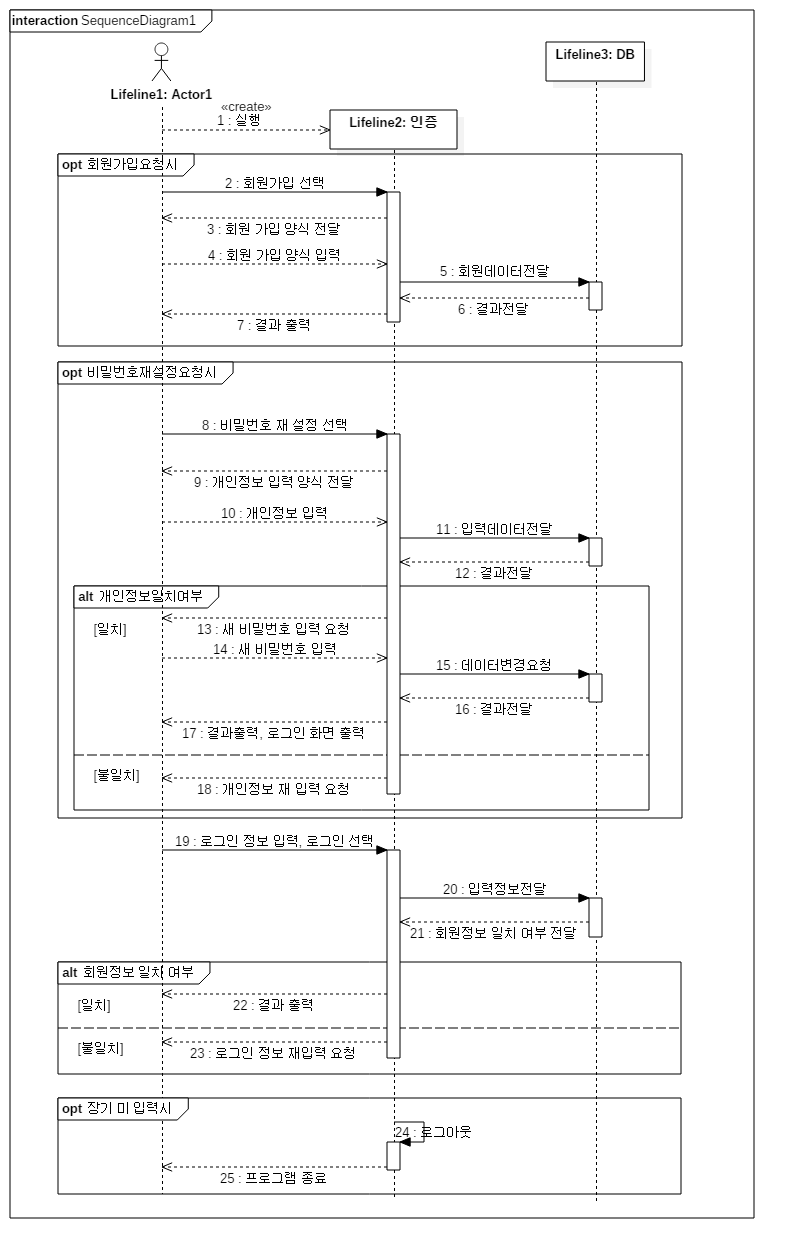 interaction SequenceDiagram1
Lifeline3: DB
Lifeline1: Actor1
«create»
1 : 실행
Lifeline2: 인증
opt 회원가입요청시
2 : 회원가입 선택
3 : 회원 가입 양식 전달
4 : 회원 가입 양식 입력
5 : 회원데이터전달
6 : 결과전달
7 : 결과 출력
opt 비밀번호재설정요청시
8 : 비밀번호 재 설정 선택
9 : 개인정보 입력 양식 전달
10 : 개인정보 입력
11 : 입력데이터전달
12 : 결과전달
alt 개인정보일치여부
[일치]
13 : 새 비밀번호 입력 요청
14 : 새 비밀번호 입력
15 : 데이터변경요청
16 : 결과전달
17 : 결과출력, 로그인 화면 출력
[불일치]
18 : 개인정보 재 입력 요청
19 : 로그인 정보 입력, 로그인 선택
20 : 입력정보전달
21 : 회원정보 일치 여부 전달
alt 회원정보 일치 여부
[일치]
22 : 결과 출력
[불일치]
23 : 로그인 정보 재입력 요청
opt 장기 미 입력시
24 : 로그아웃
25 : 프로그램 종료